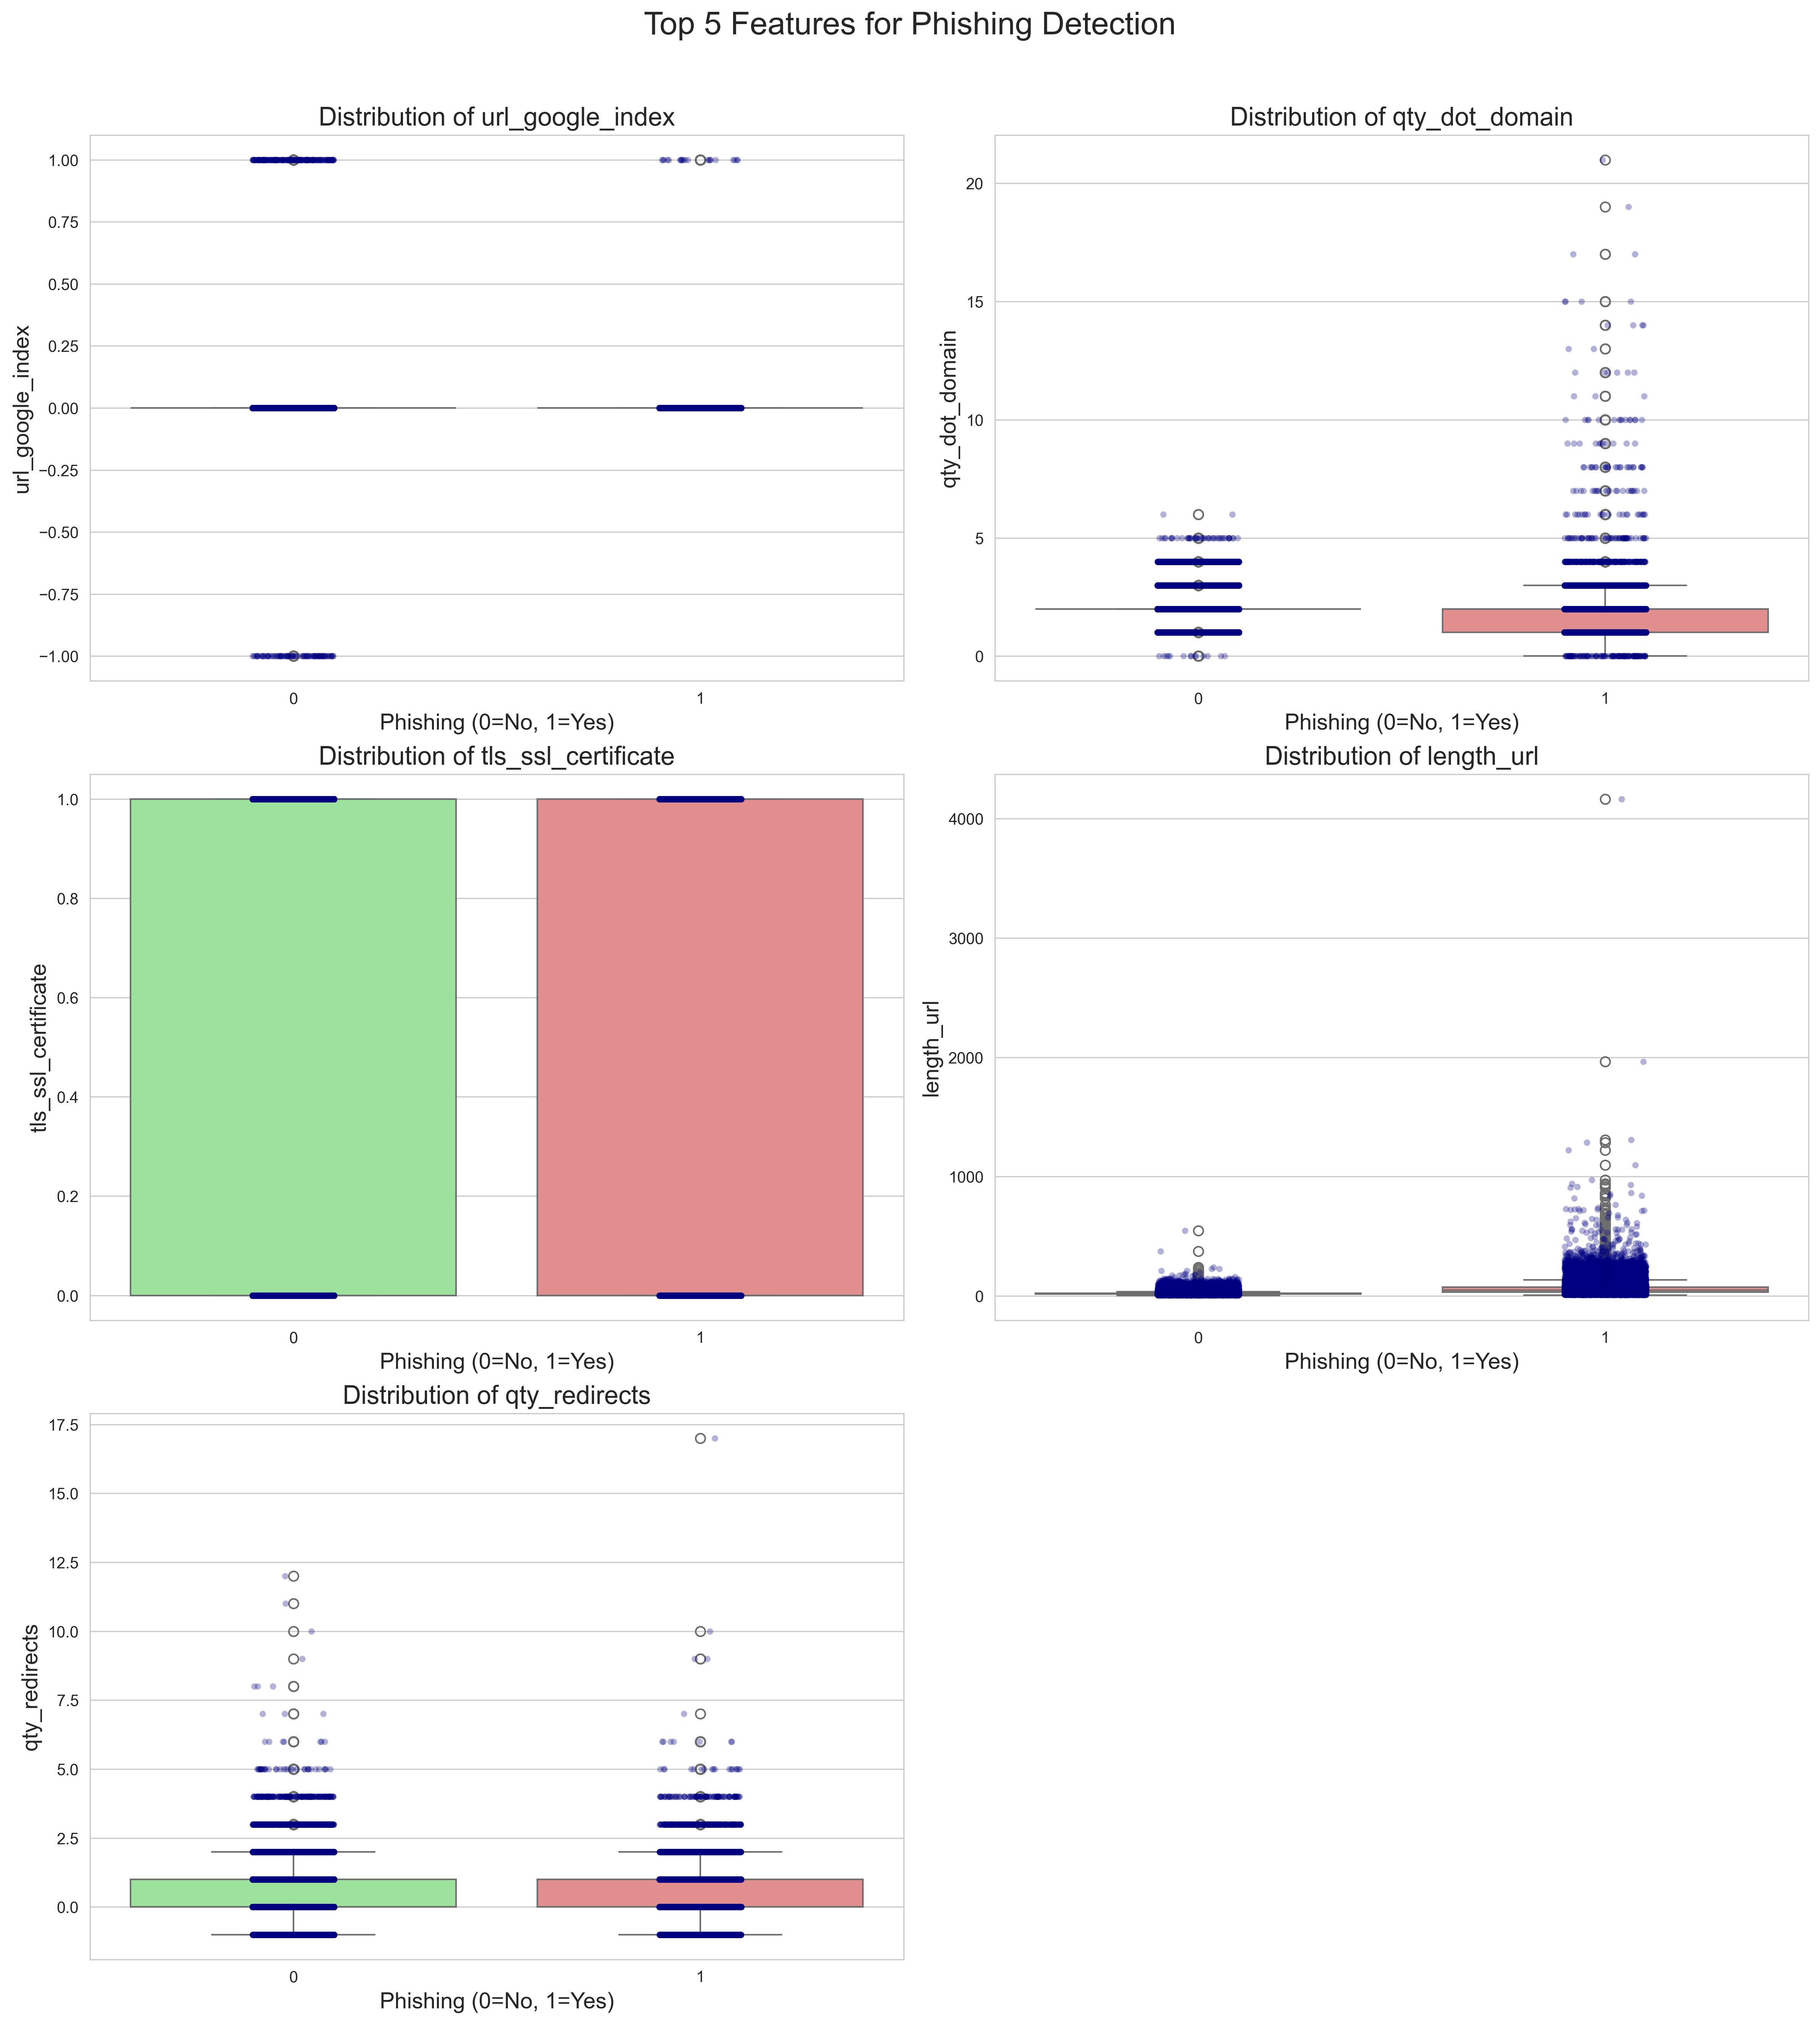 Top 5 Features for Phishing Detection
Distribution of url_google_index
1.00
0.75
0.50
0.25
0.00
−0.25
−0.50
−0.75
−1.00
url_google_index
0
1
Phishing (0=No, 1=Yes)
Distribution of qty_dot_domain
20
15
10
5
0
qty_dot_domain
0
1
Phishing (0=No, 1=Yes)
Distribution of tls_ssl_certificate
1.0
0.8
0.6
0.4
0.2
0.0
tls_ssl_certificate
0
1
Phishing (0=No, 1=Yes)
Distribution of length_url
4000
3000
2000
1000
0
length_url
0
1
Phishing (0=No, 1=Yes)
Distribution of qty_redirects
17.5
15.0
12.5
10.0
7.5
5.0
2.5
0.0
qty_redirects
0
1
Phishing (0=No, 1=Yes)